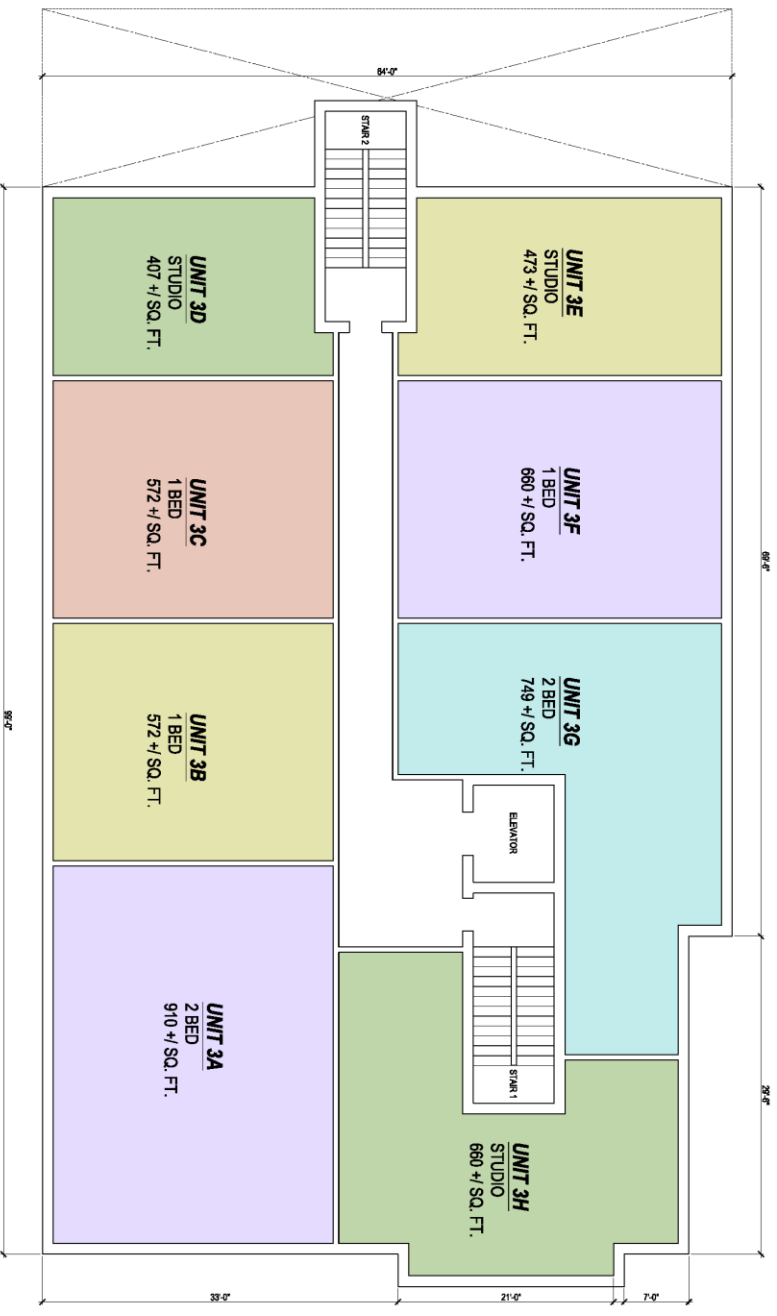 64'-0"
STAIR 2
UNIT 3D
STUDIO
407 +/ SQ. FT.
UNIT 3E
STUDIO
473 +/ SQ. FT.
UNIT 3C
1 BED
572 +/ SQ. FT.
UNIT 3F
1 BED
660 +/ SQ. FT.
69'-6"
UNIT 3B
1 BED
572 +/ SQ. FT.
UNIT 3G
2 BED
749 +/ SQ. FT.
99'-0"
ELEVATOR
UNIT 3A
2 BED
910 +/ SQ. FT.
STAIR 1
29'-6"
UNIT 3H
STUDIO
660 +/ SQ. FT.
33'-0"
21'-0"
7'-0"